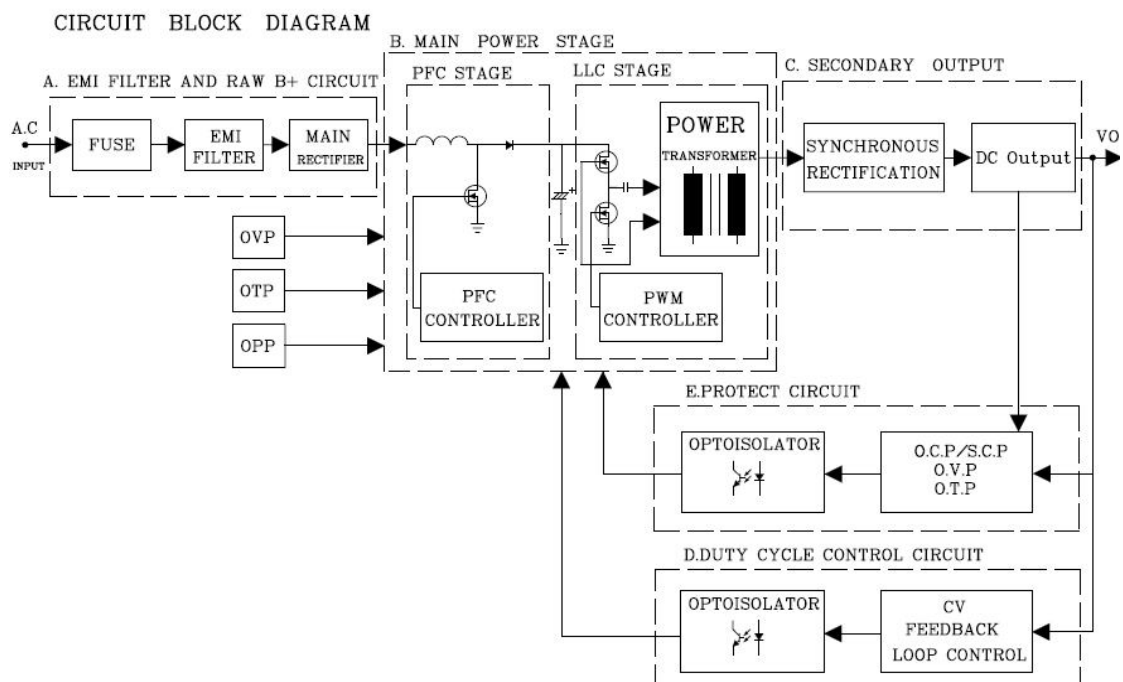 CIRCUIT BLOCK DIAGRAM
A. EMI FILTER AND RAW B+ CIRCUIT
A.C
INPUT
FUSE
EMI
FILTER
MAIN
RECTIFIER
B. MAIN POWER STAGE
PFC STAGE
PFC
CONTROLLER
LLC STAGE
+
POWER
TRANSFORMER
PWM
CONTROLLER
C. SECONDARY OUTPUT
SYNCHRONOUS
RECTIFICATION
DC Output
VO
OVP
OTP
OPP
E.PROTECT CIRCUIT
OPTOISOLATOR
O.C.P/S.C.P
O.V.P
O.T.P
D.DUTY CYCLE CONTROL CIRCUIT
OPTOISOLATOR
CV
FEEDBACK
LOOP CONTROL